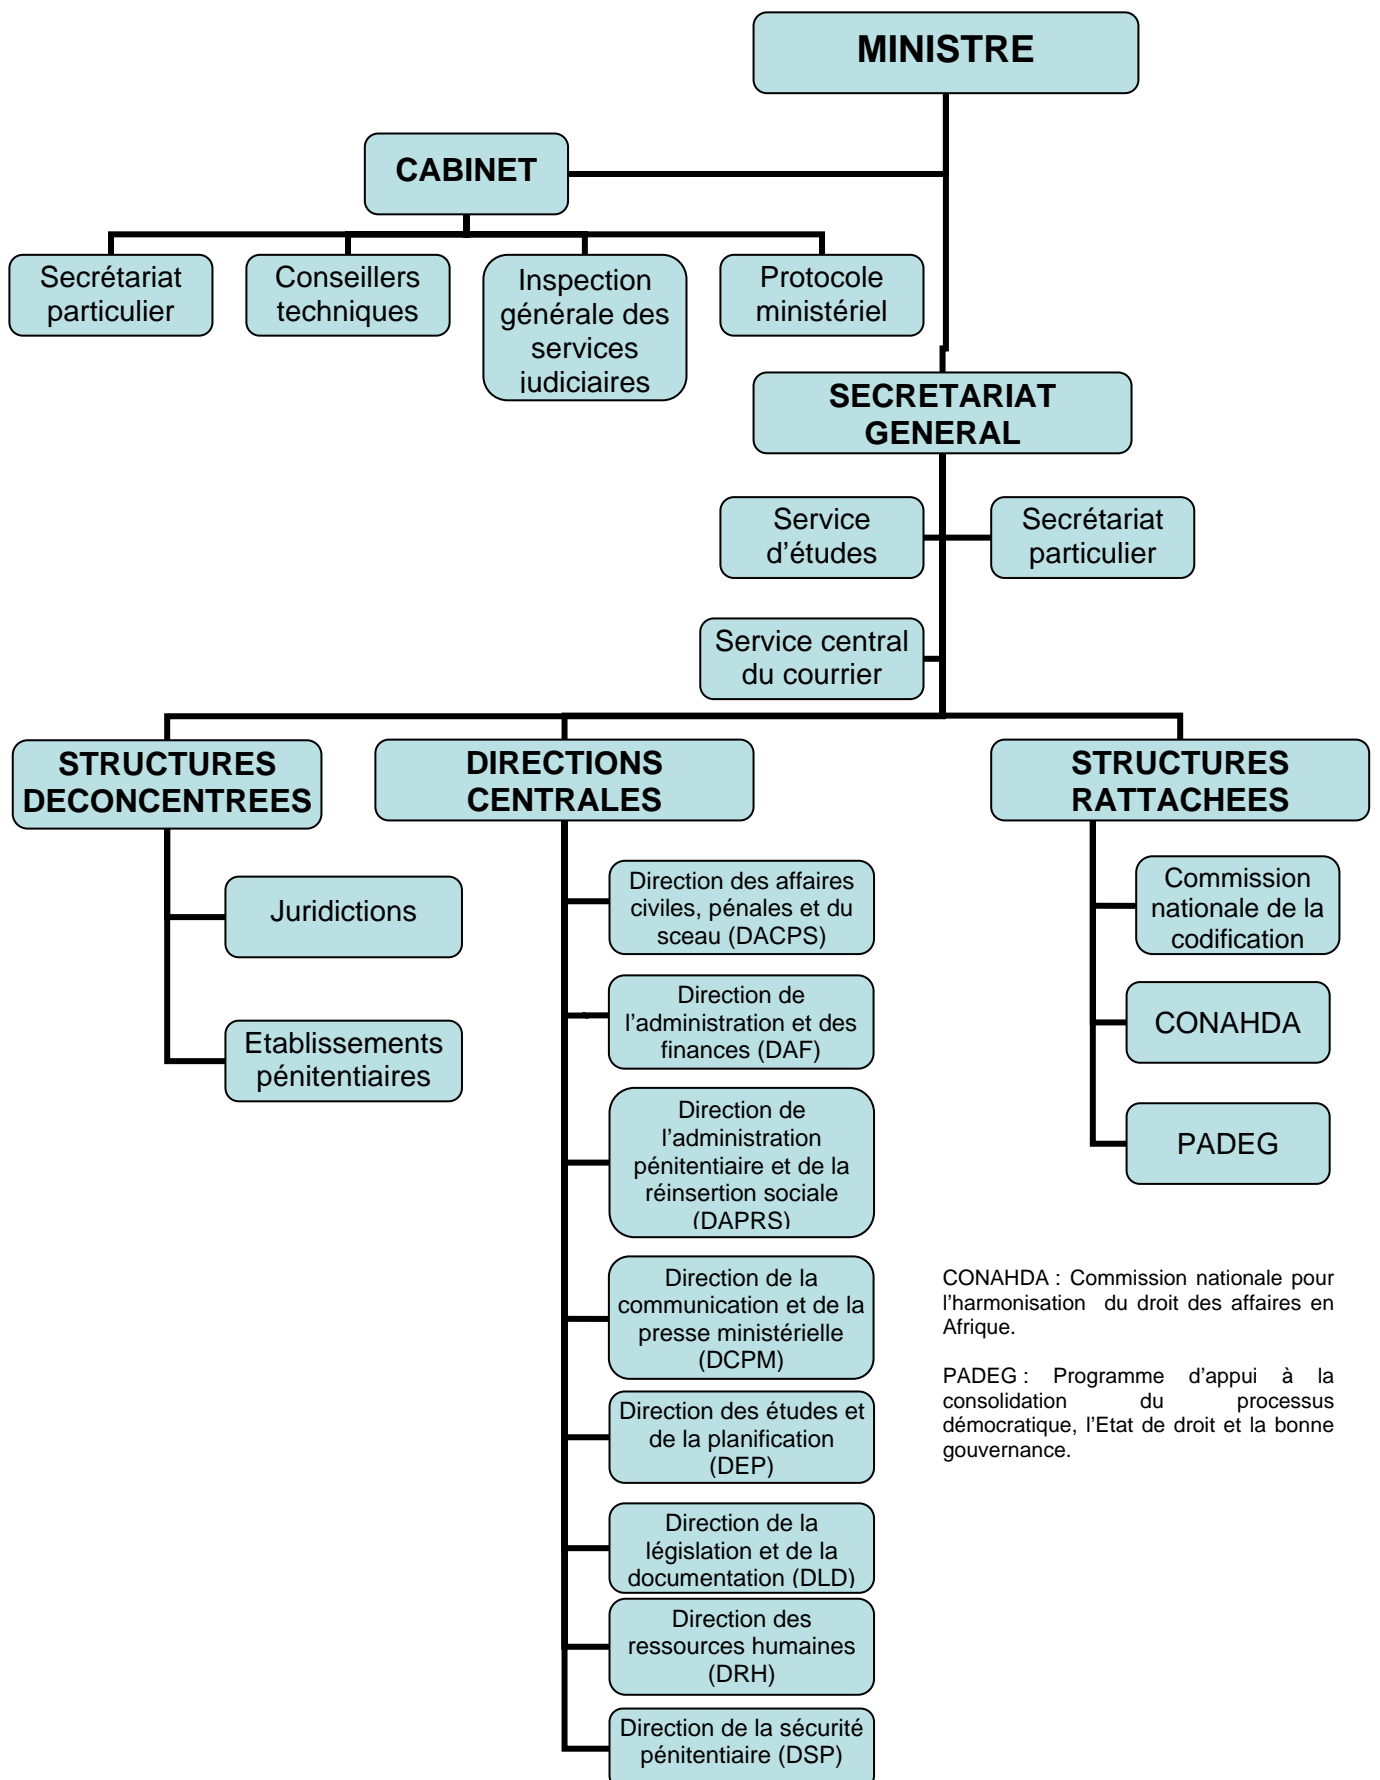 MINISTRE
CABINET
Secrétariat
particulier
Conseillers
techniques
Inspection
générale des
services
judiciaires
Protocole
ministériel
SECRETARIAT
GENERAL
Service
d'études
Secrétariat
particulier
Service central
du courrier
STRUCTURES
DECONCENTREES
Juridictions
Etablissements
pénitentiaires
DIRECTIONS
CENTRALES
Direction des affaires
civiles, pénales et du
sceau (DACPS)
Direction de
l'administration et des
finances (DAF)
Direction de
l'administration
pénitentiaire et de la
réinsertion sociale
(DAPRS)
Direction de la
communication et de la
presse ministérielle
(DCPM)
Direction des études et
de la planification
(DEP)
Direction de la
législation et de la
documentation (DLD)
Direction des
ressources humaines
(DRH)
Direction de la sécurité
pénitentiaire (DSP)
STRUCTURES
RATTACHEES
Commission
nationale de la
codification
CONAHDA
PADEG
CONAHDA : Commission nationale pour
l'harmonisation du droit des affaires en
Afrique.
PADEG : Programme d'appui à la
consolidation du processus
démocratique, l'Etat de droit et la bonne
gouvernance.